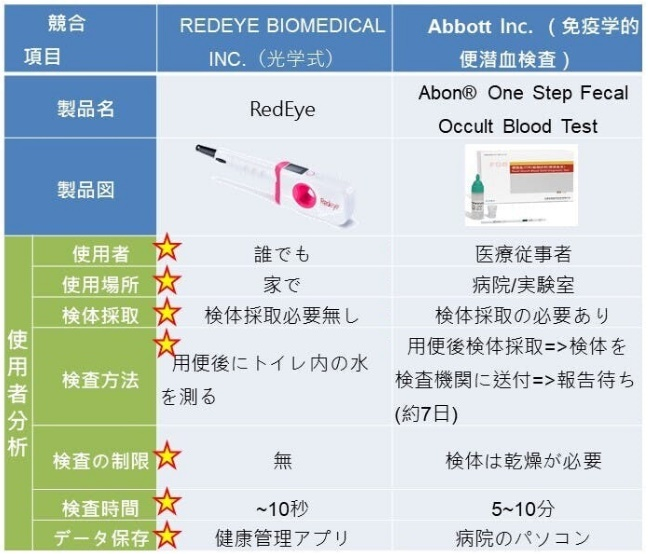 競合
項目
REDEYE BIOMEDICAL
INC.（光学式）
Abbott Inc.（免疫学的
便潜血検査）
製品名
RedEye
Abon® One Step Fecal
Occult Blood Test
製品図
Redeye
使用者分析
使用者
誰でも
医療従事者
使用場所
家で
病院/実験室
検体採取
検体採取必要無し
検体採取の必要あり
検査方法
用便後にトイレ内の水
を測る
用便後検体採取=>検体を
検査機関に送付=>報告待ち
(約7日)
検査の制限
無
検体は乾燥が必要
検査時間
~10秒
5~10分
データ保存
健康管理アプリ
病院のパソコン